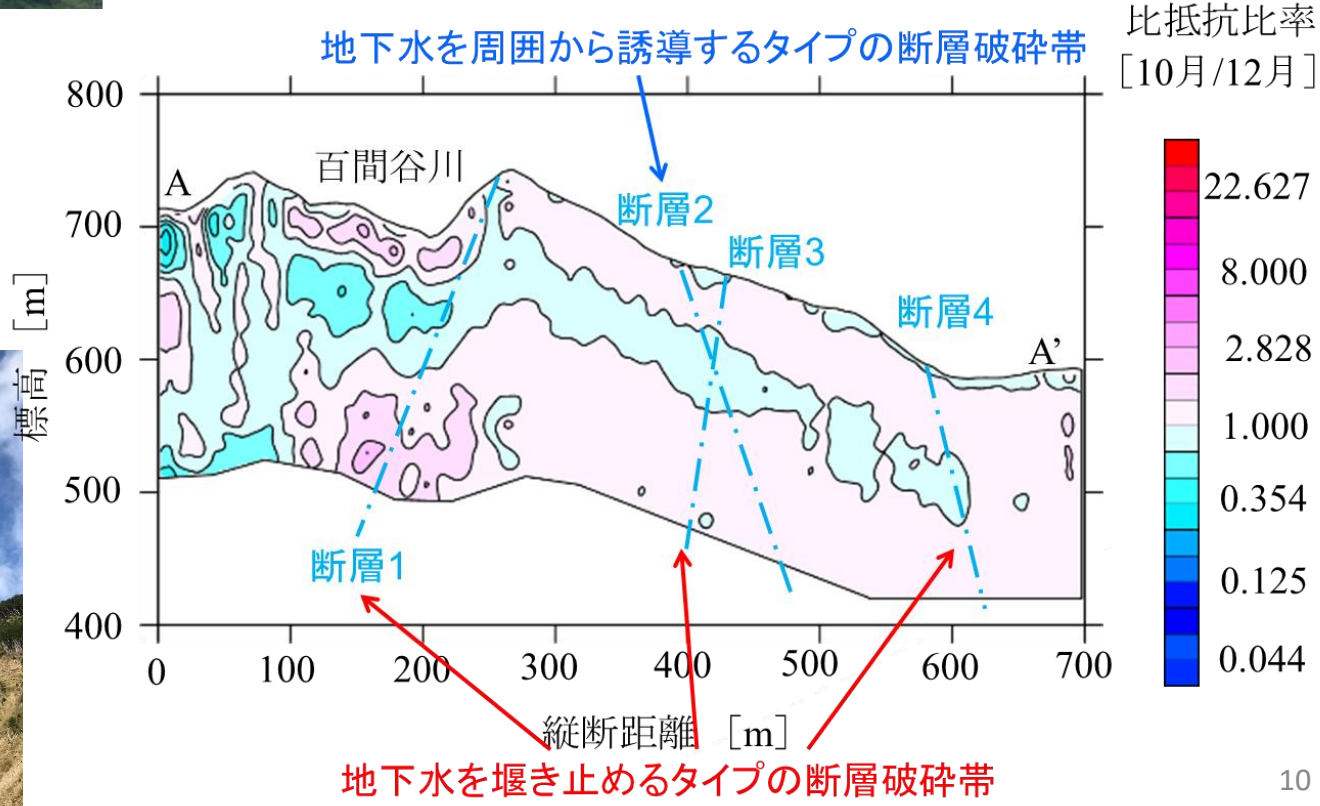 比抵抗比率
[10月/12月]
地下水を周囲から誘導するタイプの断層破砕帯
800
700
600
500
400
標高 [m]
A
百間谷川
断層2
断層3
断層4
A’
断層1
0 100 200 300 400 500 600 700
縦断距離 [m]
地下水を堰き止めるタイプの断層破砕帯
22.627
8.000
2.828
1.000
0.354
0.125
0.044
10